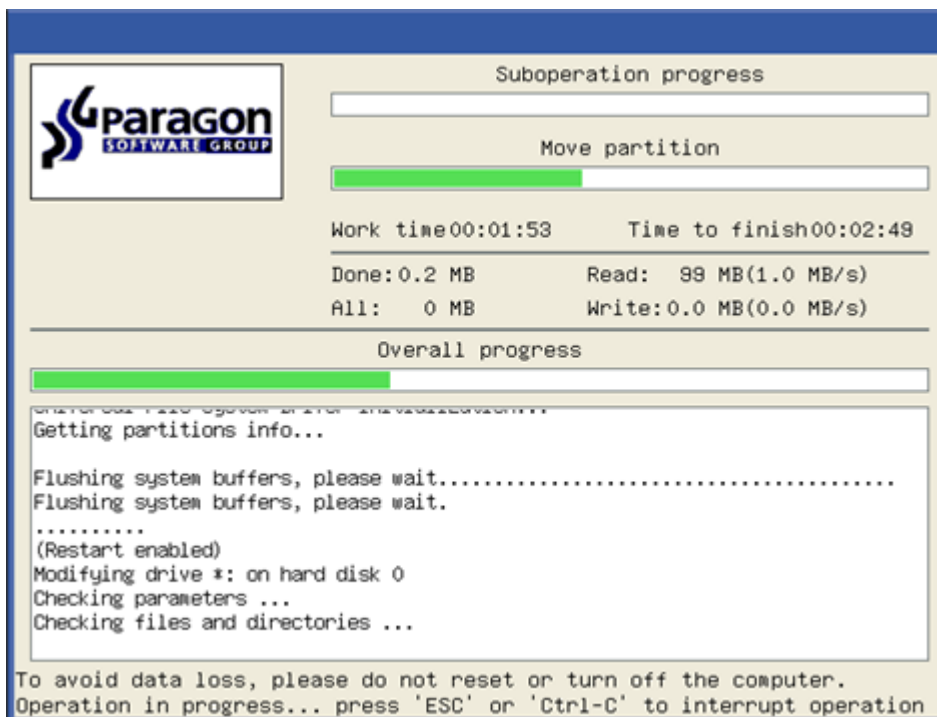 Paragon
SOFTWARE GROUP
Suboperation progress
Move partition
Work time00:01:53 Time to finish00:02:49
Done:0.2 MB Read: 99 MB(1.0 MB/s)
All: 0 MB Write:0.0 MB(0.0 MB/s)
Overall progress
Getting partitions info...
Flushing system buffers, please wait..........................................
Flushing system buffers, please wait.
..........
(Restart enabled)
Modifying drive *: on hard disk 0
Checking parameters ...
Checking files and directories ...
To avoid data loss, please do not reset or turn off the computer.
Operation in progress... press 'ESC' or 'Ctrl-C' to interrupt operation